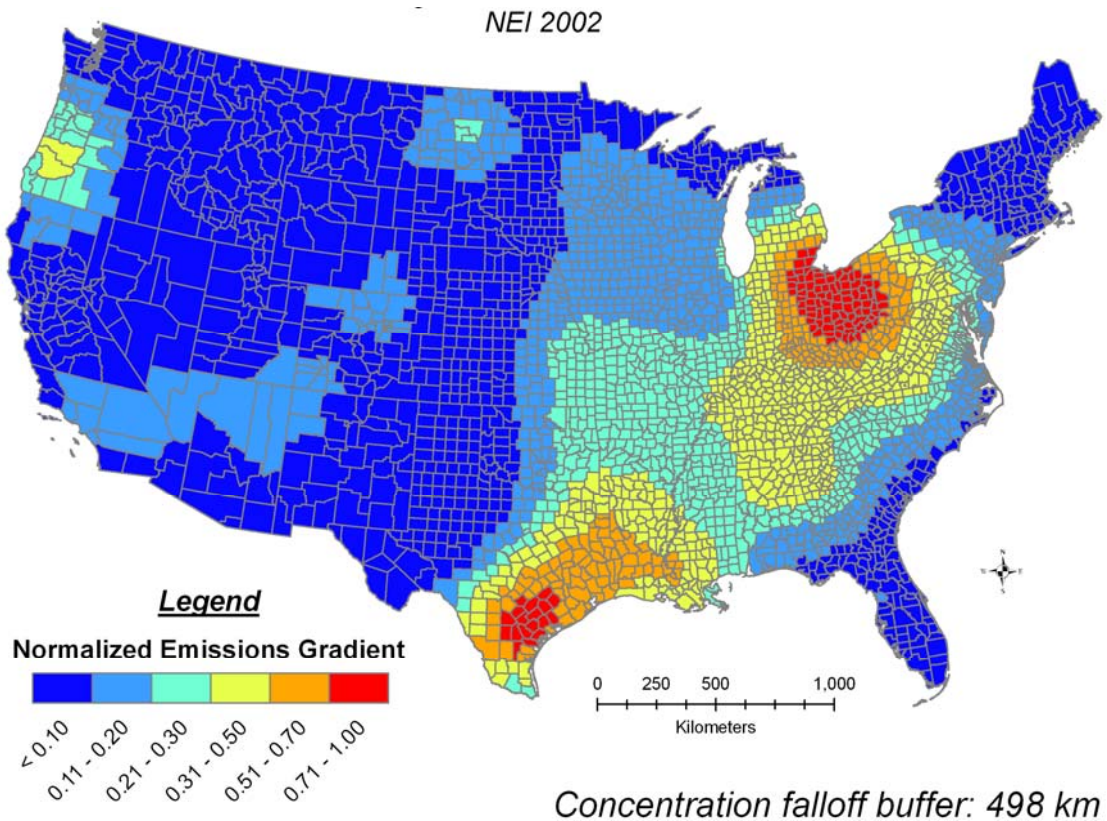 NEI 2002
Legend
Normalized Emissions Gradient
< 0.10
0.11 - 0.20
0.21 - 0.30
0.31 - 0.50
0.51 - 0.70
0.71 - 1.00
0 250 500 1,000
Kilometers
Concentration falloff buffer: 498 km